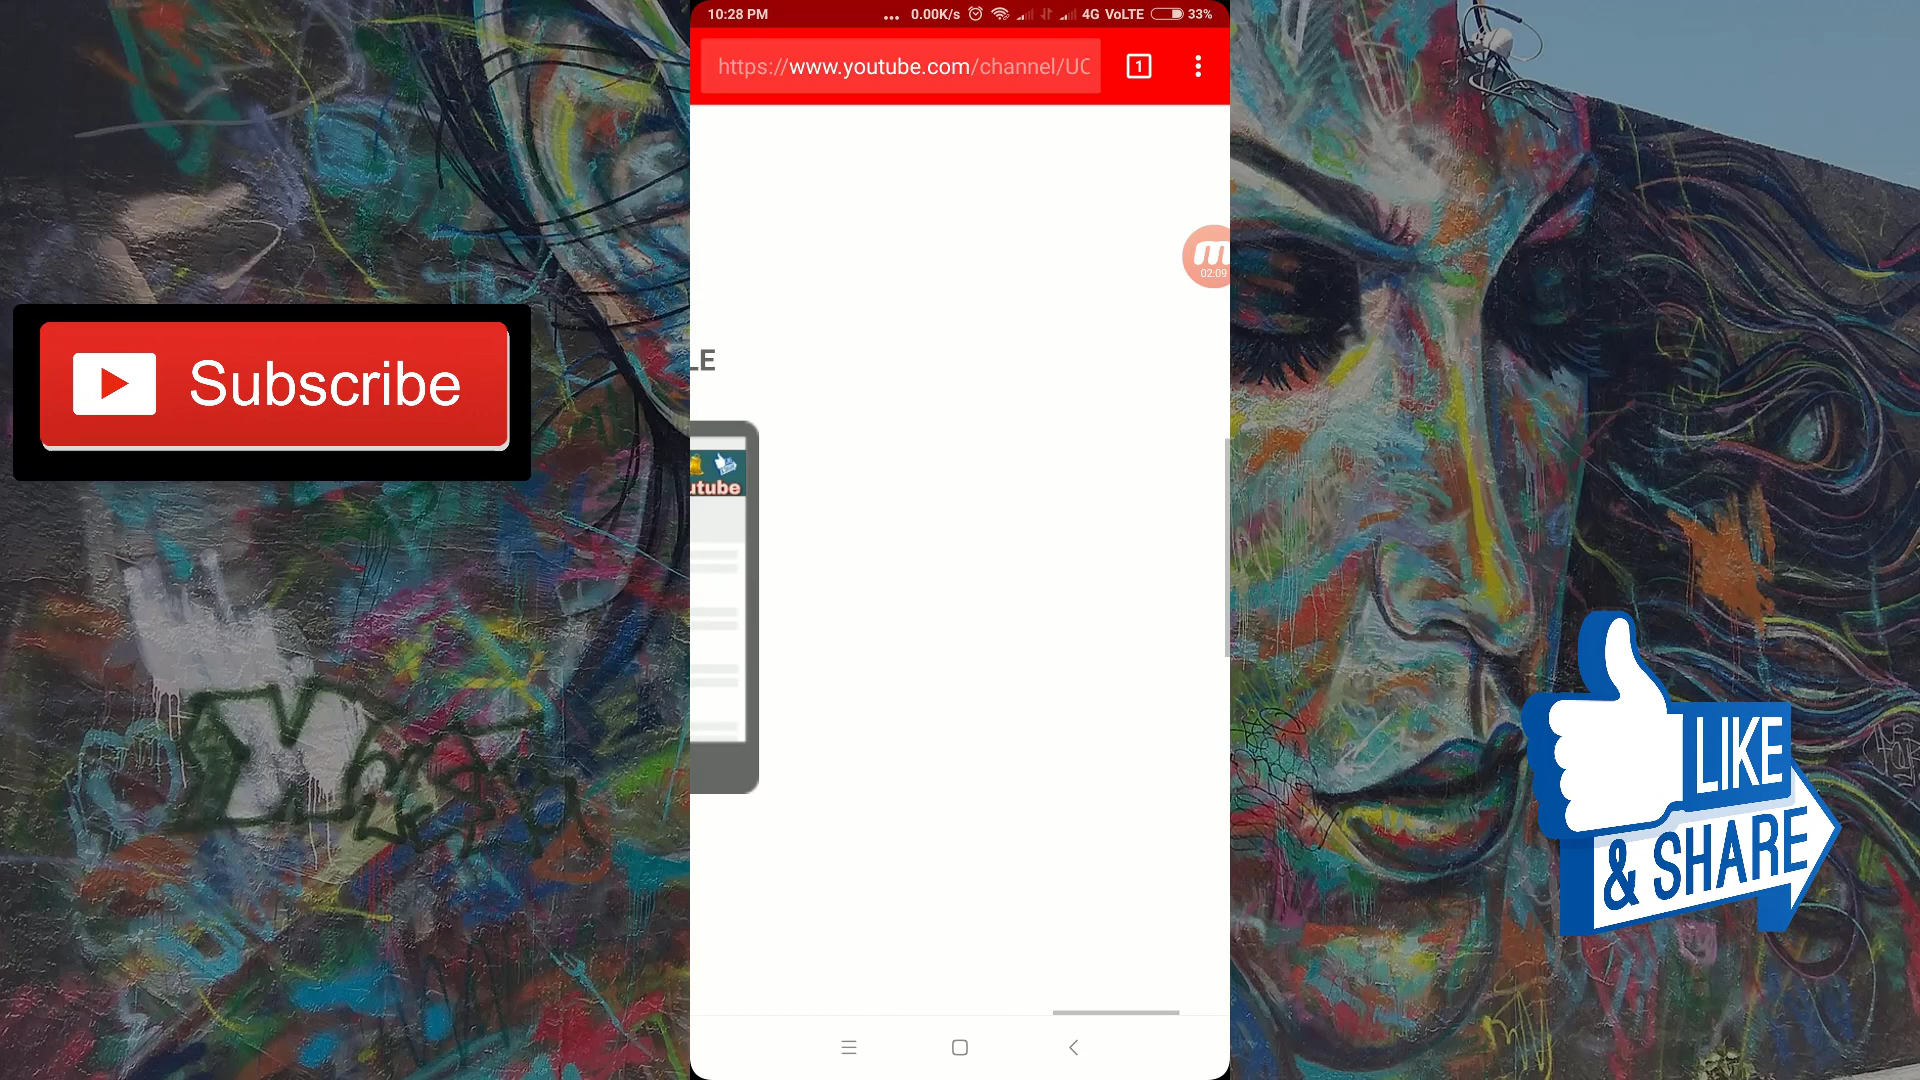 10:28 PM
... 0.00K/s 4G VoLTE 33%
https://www.youtube.com/channel/UC
1
m
02:09
LE
utube
Subscribe
LIKE
& SHARE